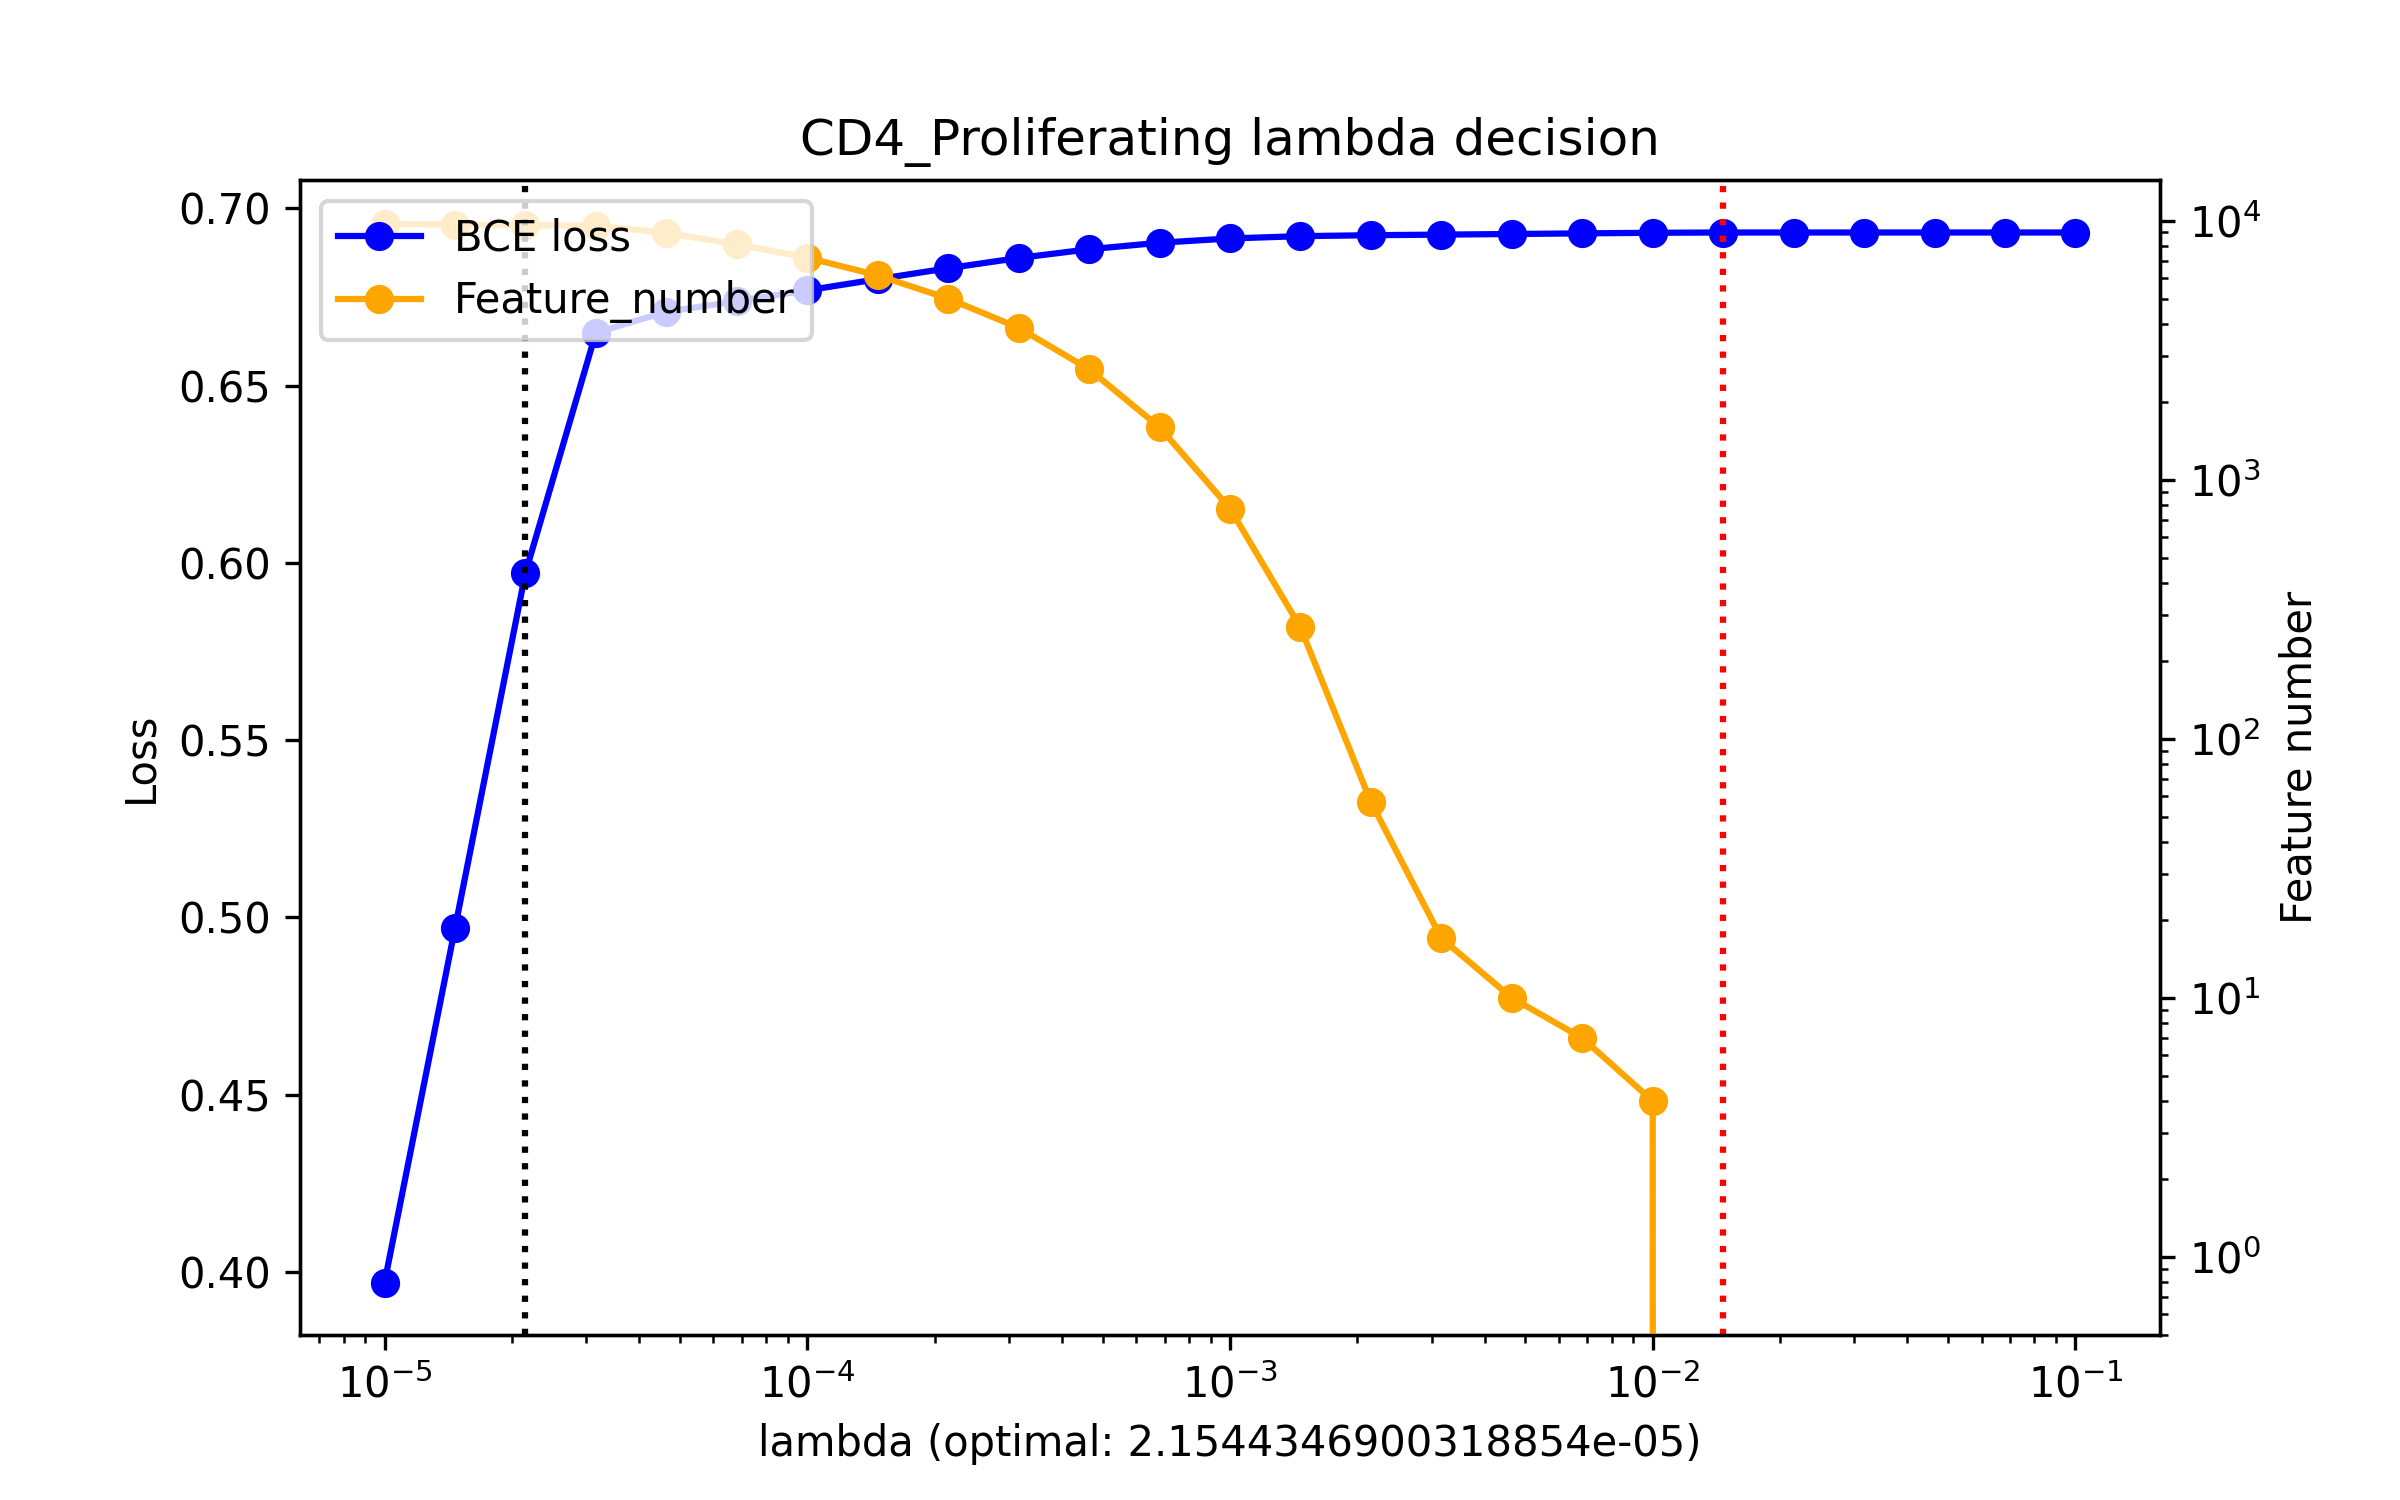 CD4_Proliferating lambda decision
BCE loss
Feature_number
0.70
0.65
0.60
0.55
0.50
0.45
0.40
Loss
10⁴
10³
10²
10¹
10⁰
Feature number
10⁻⁵ 10⁻⁴ 10⁻³ 10⁻² 10⁻¹
lambda (optimal: 2.1544346900318854e-05)